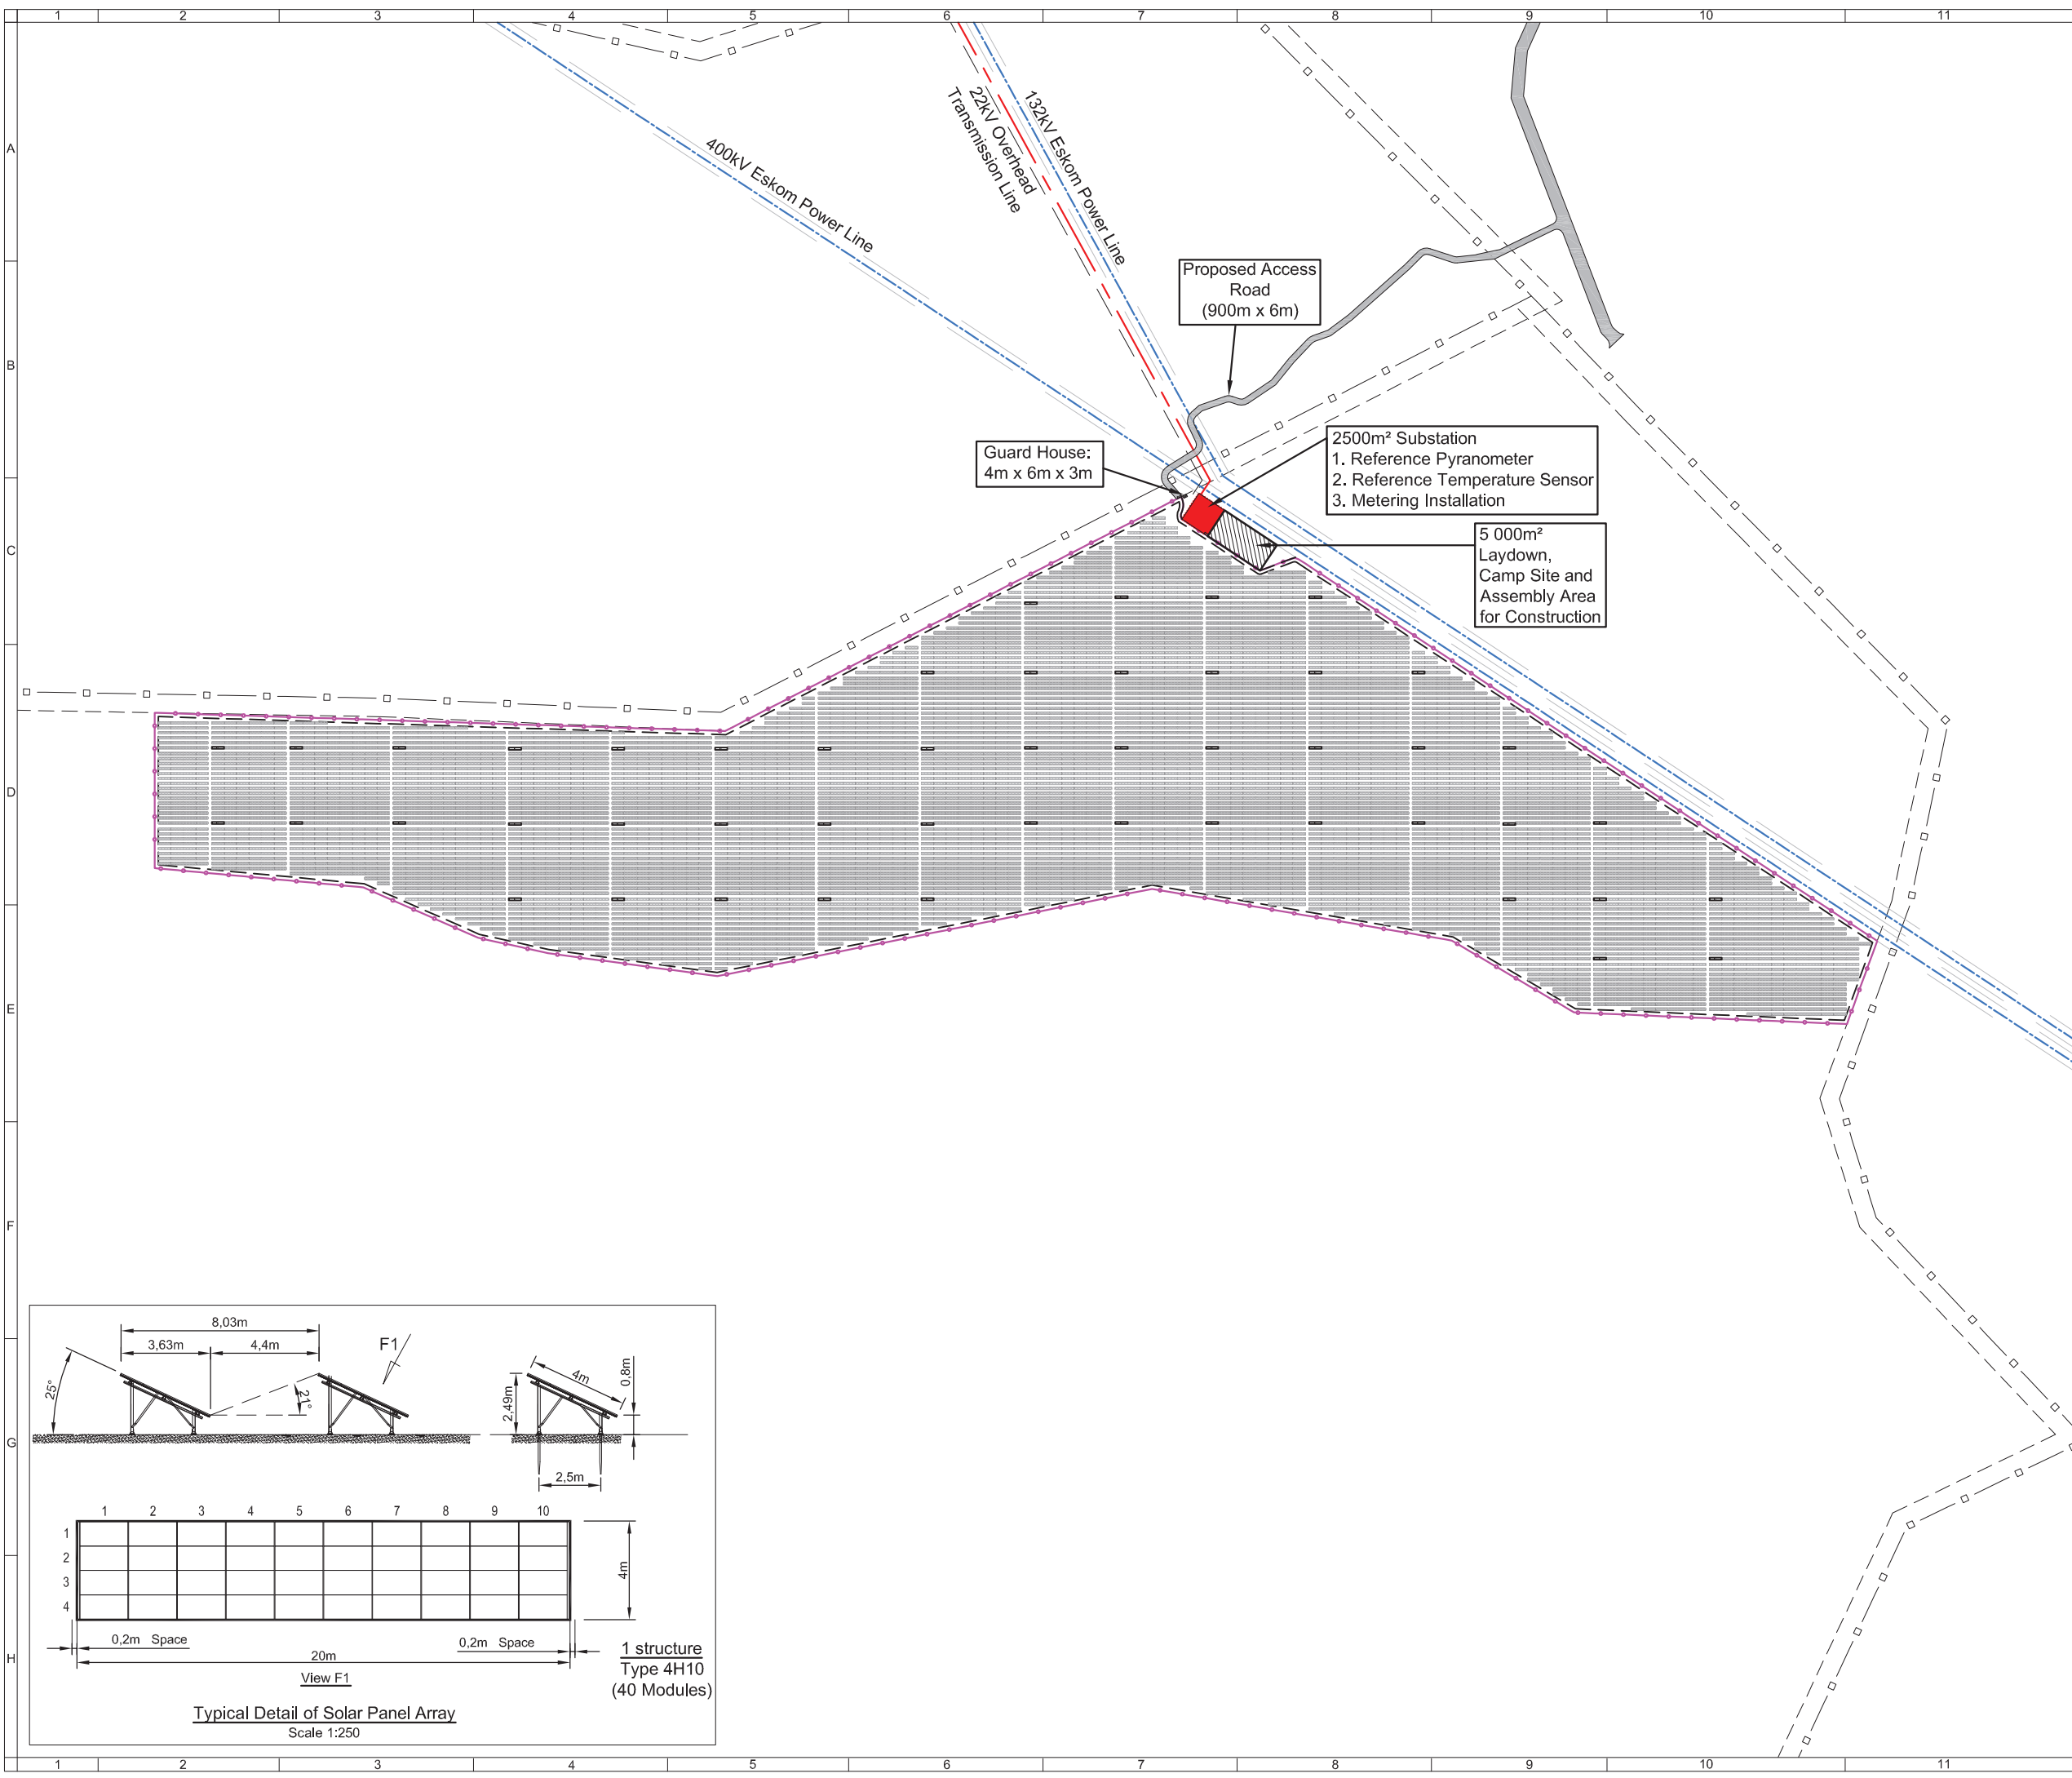 1 2 3 4 5 6 7 8 9 10 11
A
B
C
D
E
F
G
H
400kV Eskom Power Line
22kV Overhead
Transmission Line
132kV Eskom Power Line
Proposed Access
Road
(900m x 6m)
Guard House:
4m x 6m x 3m
2500m² Substation
1. Reference Pyranometer
2. Reference Temperature Sensor
3. Metering Installation
5 000m²
Laydown,
Camp Site and
Assembly Area
for Construction
8,03m
3,63m 4,4m
F1
25°
21°
4m
0,8m
2,49m
2,5m
1 2 3 4 5 6 7 8 9 10
1
2
3
4
4m
0,2m Space
0,2m Space
20m
View F1
1 structure
Type 4H10
(40 Modules)
Typical Detail of Solar Panel Array
Scale 1:250
1 2 3 4 5 6 7 8 9 10 11